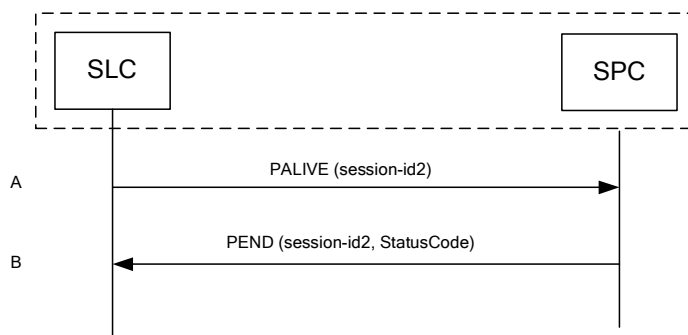 SLC
SPC
A
PALIVE (session-id2)
B
PEND (session-id2, StatusCode)